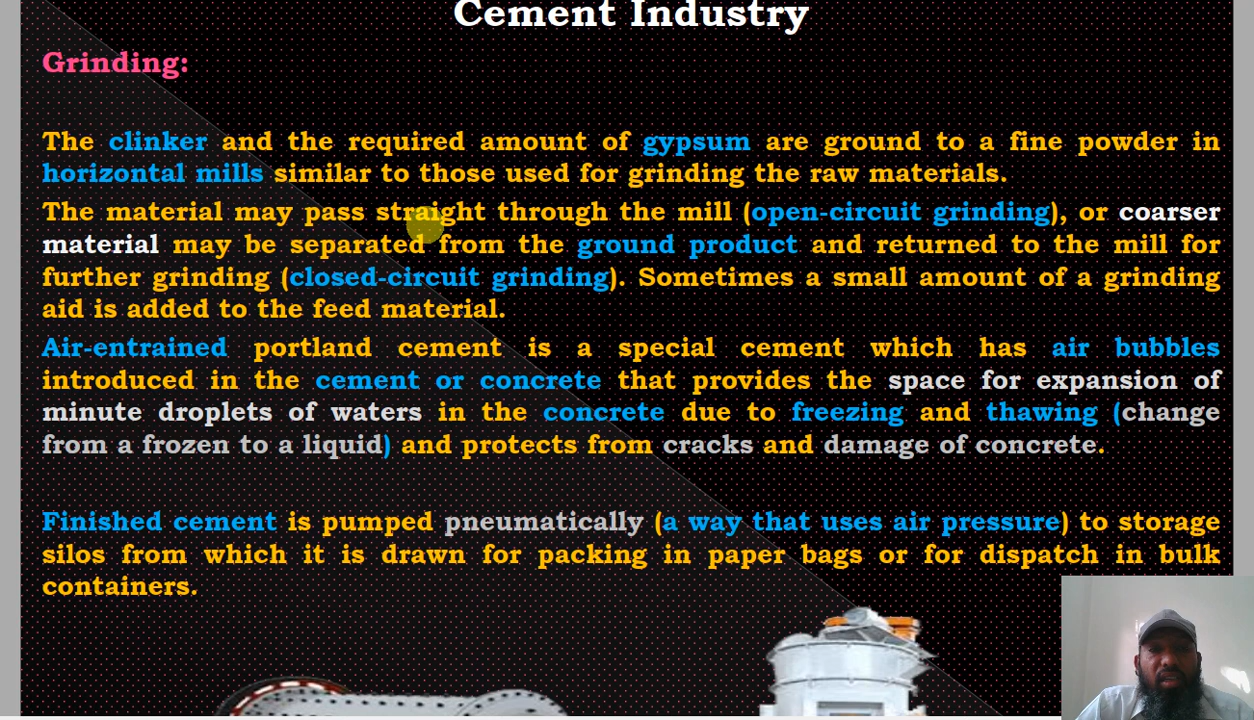 Cement Industry
Grinding:
The clinker and the required amount of gypsum are ground to a fine powder in
horizontal mills similar to those used for grinding the raw materials.
The material may pass straight through the mill (open-circuit grinding), or coarser
material may be separated from the ground product and returned to the mill for
further grinding (closed-circuit grinding). Sometimes a small amount of a grinding
aid is added to the feed material.
Air-entrained portland cement is a special cement which has air bubbles
introduced in the cement or concrete that provides the space for expansion of
minute droplets of waters in the concrete due to freezing and thawing (change
from a frozen to a liquid) and protects from cracks and damage of concrete.
Finished cement is pumped pneumatically (a way that uses air pressure) to storage
silos from which it is drawn for packing in paper bags or for dispatch in bulk
containers.